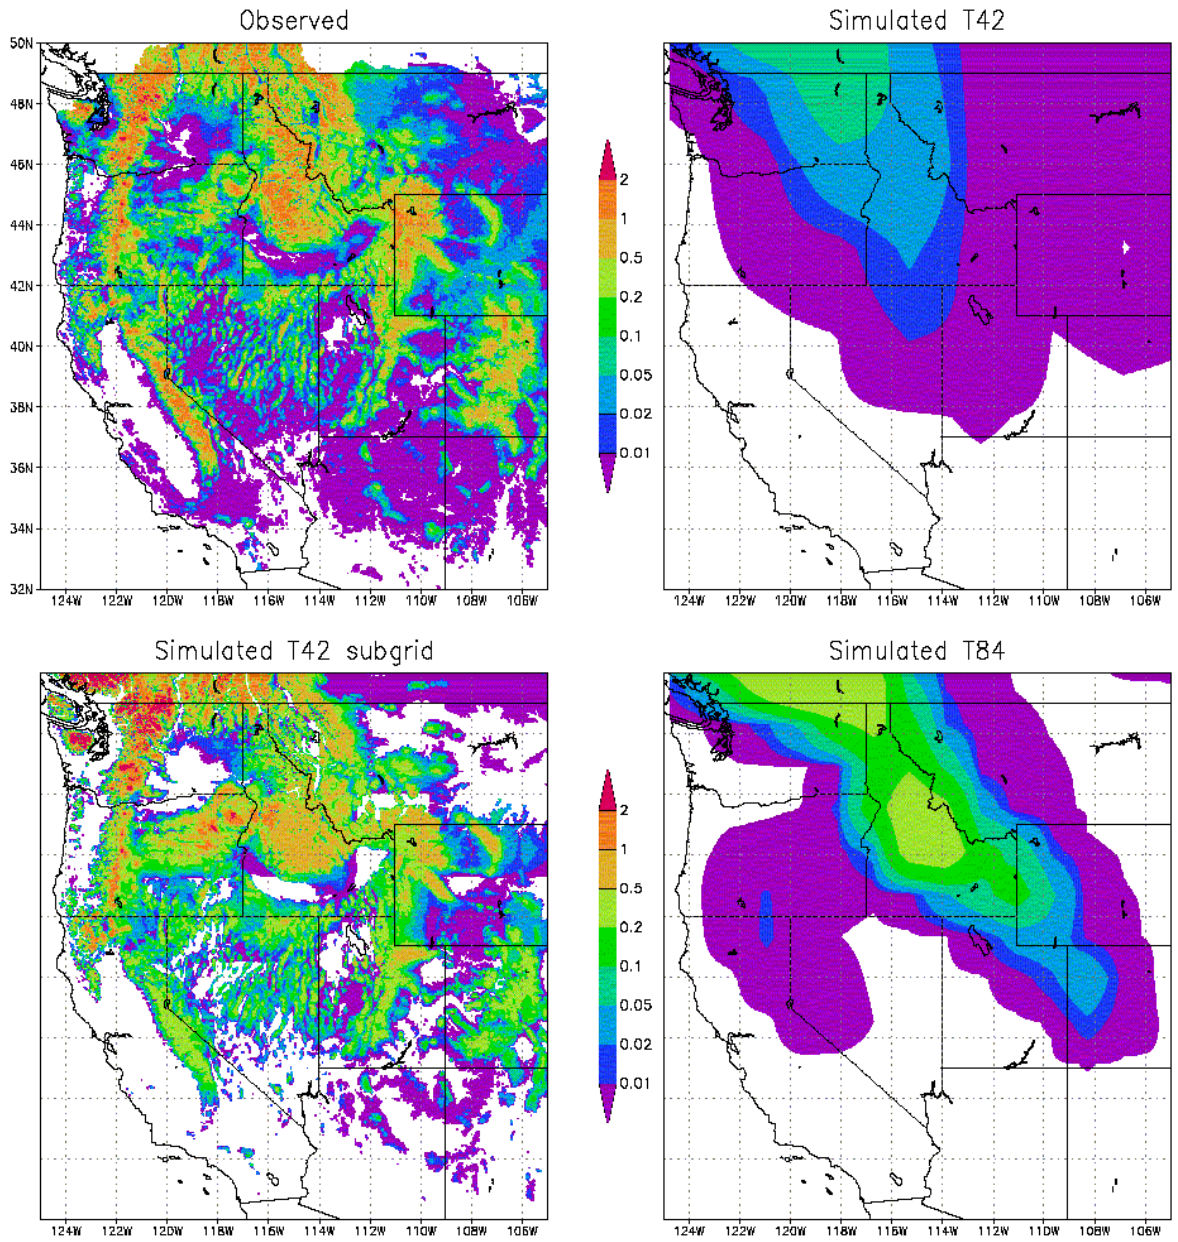 Observed
Simulated T42
50N
48N
46N
44N
42N
40N
38N
36N
34N
32N
124W 122W 120W 118W 116W 114W 112W 110W 108W 106W
2
1
0.5
0.2
0.1
0.05
0.02
0.01
124W 122W 120W 118W 116W 114W 112W 110W 108W 106W
Simulated T42 subgrid
Simulated T84
124W 122W 120W 118W 116W 114W 112W 110W 108W 106W
2
1
0.5
0.2
0.1
0.05
0.02
0.01
124W 122W 120W 118W 116W 114W 112W 110W 108W 106W